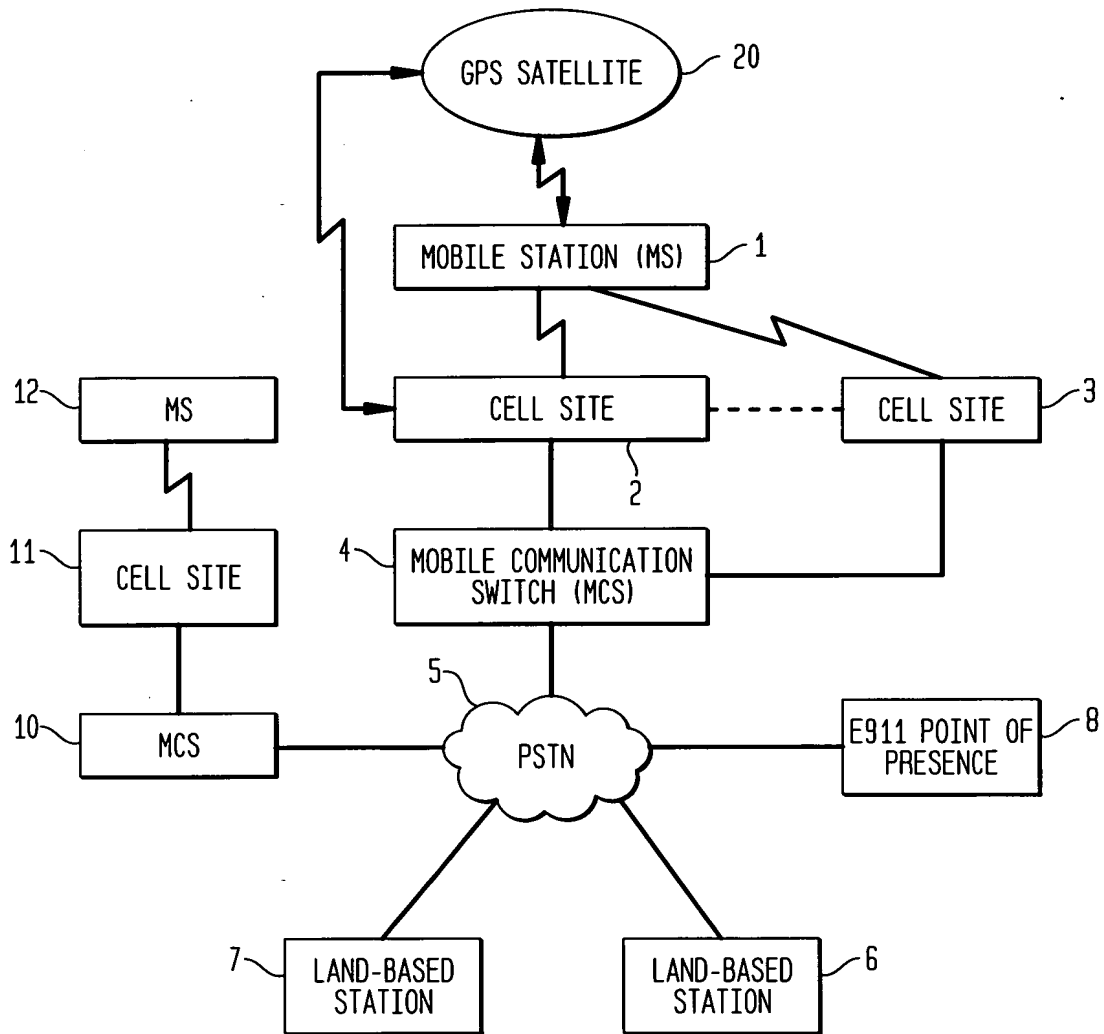 GPS SATELLITE
20
MOBILE STATION (MS)
1
12
MS
CELL SITE
2
CELL SITE
3
11
CELL SITE
4
MOBILE COMMUNICATION
SWITCH (MCS)
5
10
MCS
PSTN
E911 POINT OF
PRESENCE
8
7
LAND-BASED
STATION
LAND-BASED
STATION
6